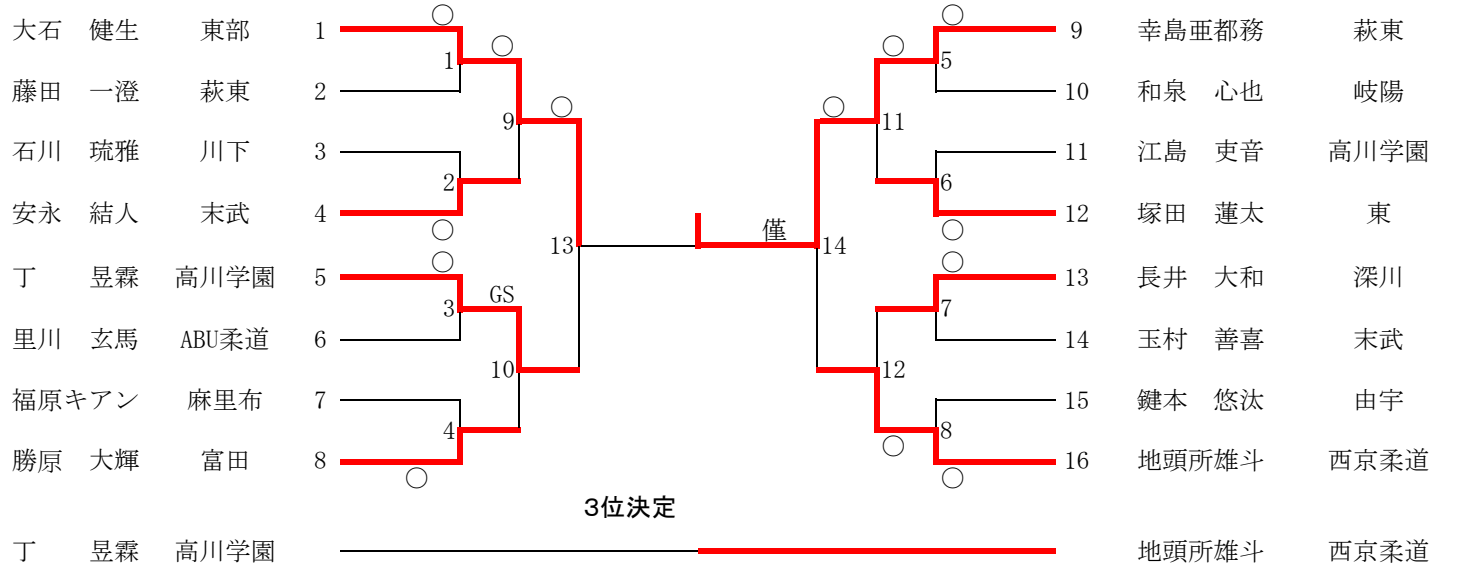 大石　健生　東部　1　○　○　9　幸島亜都務　萩東
○　○
1　5
藤田　一澄　萩東　2　10　和泉　心也　岐陽
○　○
9　11
石川　琉雅　川下　3　11　江島　吏音　高川学園
2　6
安永　結人　末武　4　12　塚田　蓮太　東
○　僅　○
13　14
丁　昱霖　高川学園　5　○　○　13　長井　大和　深川
GS
3　7
里川　玄馬　ABU柔道　6　14　玉村　善喜　末武
10　12
福原キアン　麻里布　7　15　鍵本　悠汰　由宇
4　8
○
勝原　大輝　富田　8　16　地頭所雄斗　西京柔道
○　○
3位決定
丁　昱霖　高川学園　地頭所雄斗　西京柔道